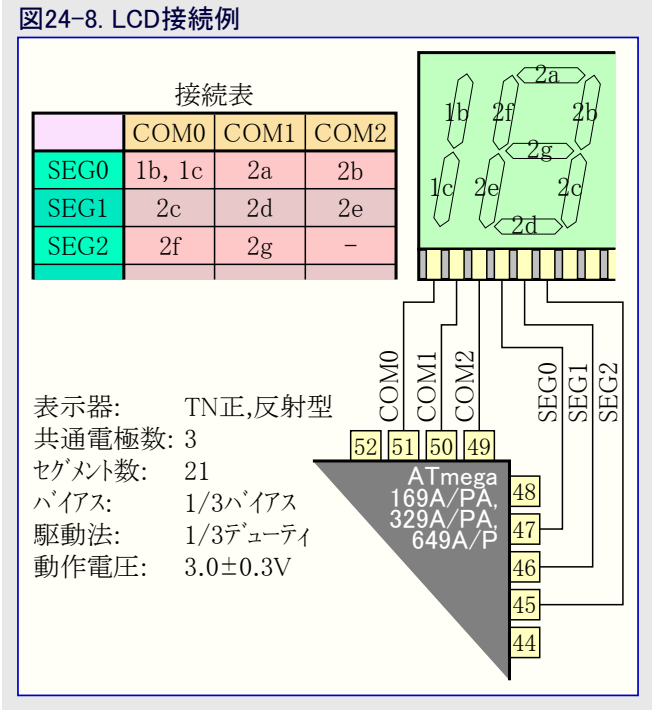 図24-8. LCD接続例
接続表
COM0 COM1 COM2
SEG0 1b, 1c 2a 2b
SEG1 2c 2d 2e
SEG2 2f 2g −
2a
1b 2f 2b
2g
1c 2e 2c
2d
COM0
COM1
COM2
SEG0
SEG1
SEG2
表示器: TN正,反射型
共通電極数: 3
セグメント数: 21
バイアス: 1/3バイアス
駆動法: 1/3デューティ
動作電圧: 3.0±0.3V
52 51 50 49
ATmega
169A/PA,
329A/PA,
649A/P
48
47
46
45
44